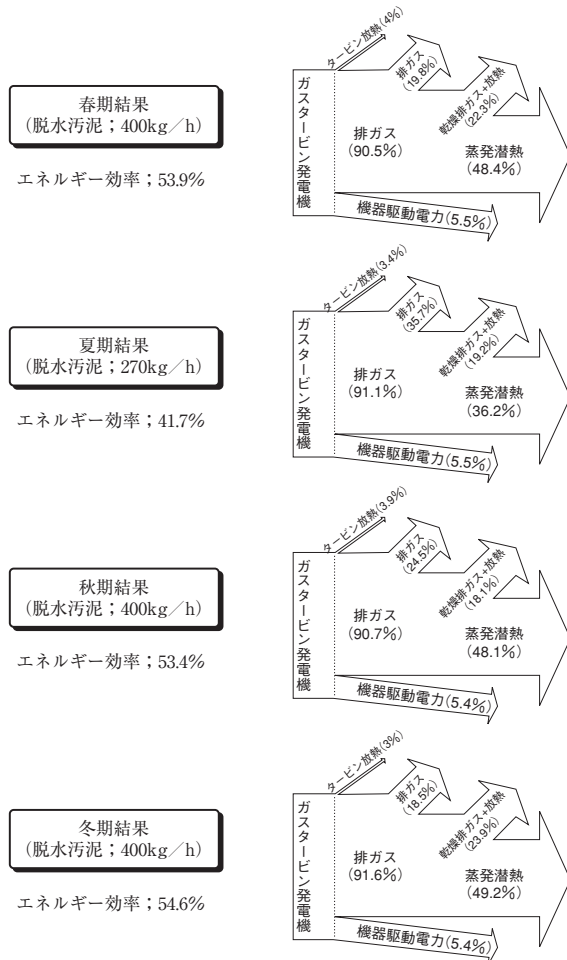 春期結果
(脱水汚泥；400kg／h)
エネルギー効率；53.9%
ガスタービン発電機
タービン放熱(4%)
排ガス
(19.8%)
乾燥排ガス+放熱
(22.3%)
排ガス
(90.5%)
蒸発潜熱
(48.4%)
機器駆動電力(5.5%)
夏期結果
(脱水汚泥；270kg／h)
エネルギー効率；41.7%
ガスタービン発電機
タービン放熱(3.4%)
排ガス
(35.7%)
乾燥排ガス+放熱
(19.2%)
排ガス
(91.1%)
蒸発潜熱
(36.2%)
機器駆動電力(5.5%)
秋期結果
(脱水汚泥；400kg／h)
エネルギー効率；53.4%
ガスタービン発電機
タービン放熱(3.9%)
排ガス
(24.5%)
乾燥排ガス+放熱
(18.1%)
排ガス
(90.7%)
蒸発潜熱
(48.1%)
機器駆動電力(5.4%)
冬期結果
(脱水汚泥；400kg／h)
エネルギー効率；54.6%
ガスタービン発電機
タービン放熱(3%)
排ガス
(18.5%)
乾燥排ガス+放熱
(23.9%)
排ガス
(91.6%)
蒸発潜熱
(49.2%)
機器駆動電力(5.4%)